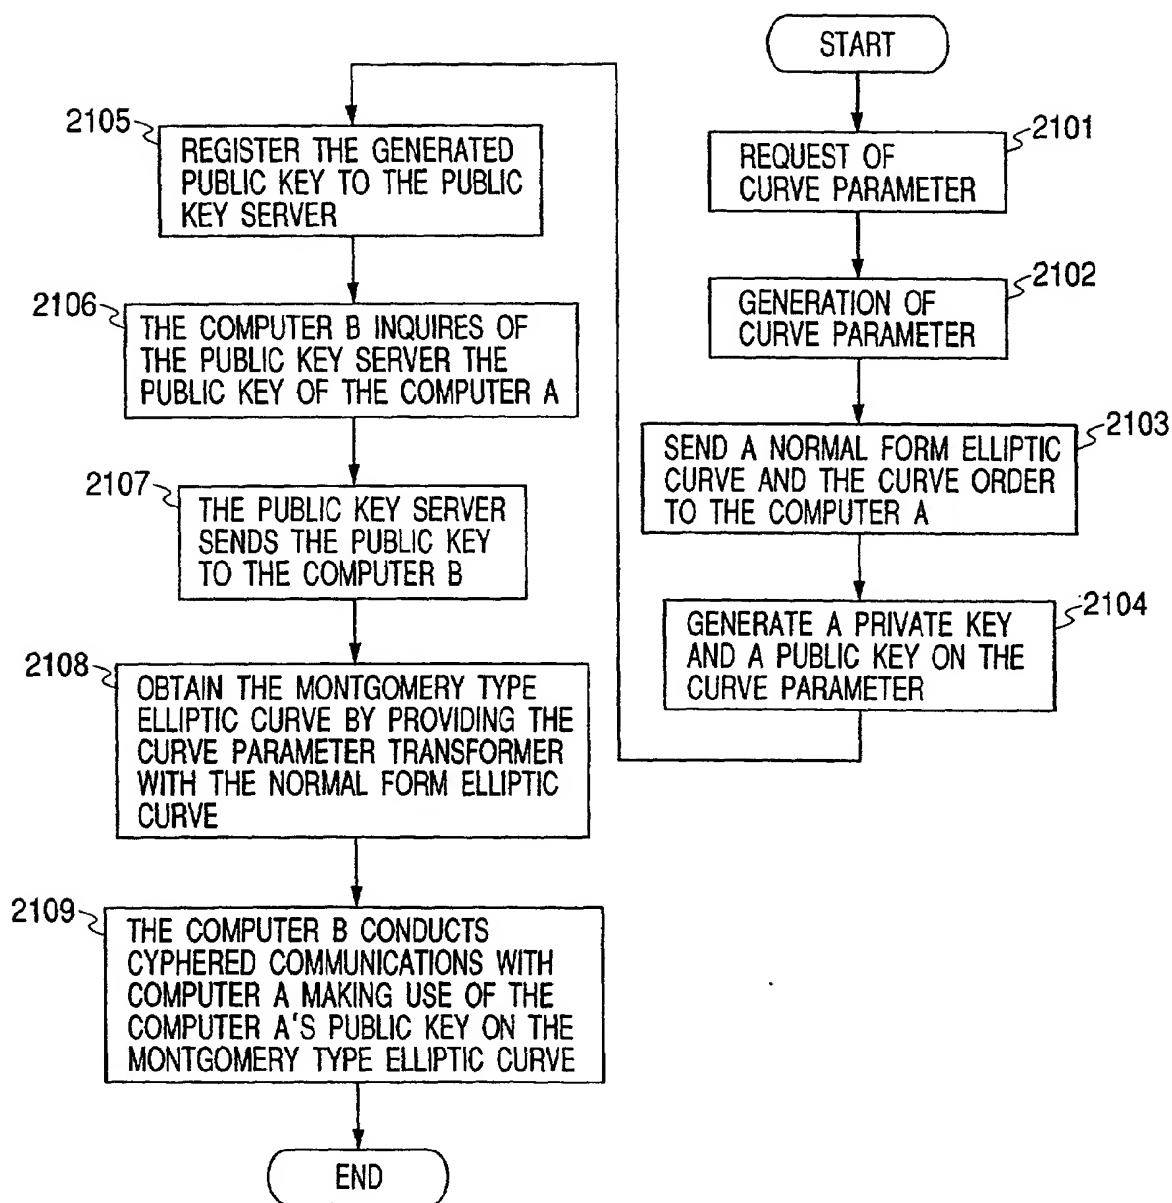 START
2101
REQUEST OF
CURVE PARAMETER
2102
GENERATION OF
CURVE PARAMETER
2103
SEND A NORMAL FORM ELLIPTIC
CURVE AND THE CURVE ORDER
TO THE COMPUTER A
2104
GENERATE A PRIVATE KEY
AND A PUBLIC KEY ON THE
CURVE PARAMETER
2105
REGISTER THE GENERATED
PUBLIC KEY TO THE PUBLIC
KEY SERVER
2106
THE COMPUTER B INQUIRES OF
THE PUBLIC KEY SERVER THE
PUBLIC KEY OF THE COMPUTER A
2107
THE PUBLIC KEY SERVER
SENDS THE PUBLIC KEY
TO THE COMPUTER B
2108
OBTAIN THE MONTGOMERY TYPE
ELLIPTIC CURVE BY PROVIDING THE
CURVE PARAMETER TRANSFORMER
WITH THE NORMAL FORM ELLIPTIC
CURVE
2109
THE COMPUTER B CONDUCTS
CYPHERED COMMUNICATIONS WITH
COMPUTER A MAKING USE OF THE
COMPUTER A'S PUBLIC KEY ON THE
MONTGOMERY TYPE ELLIPTIC CURVE
END